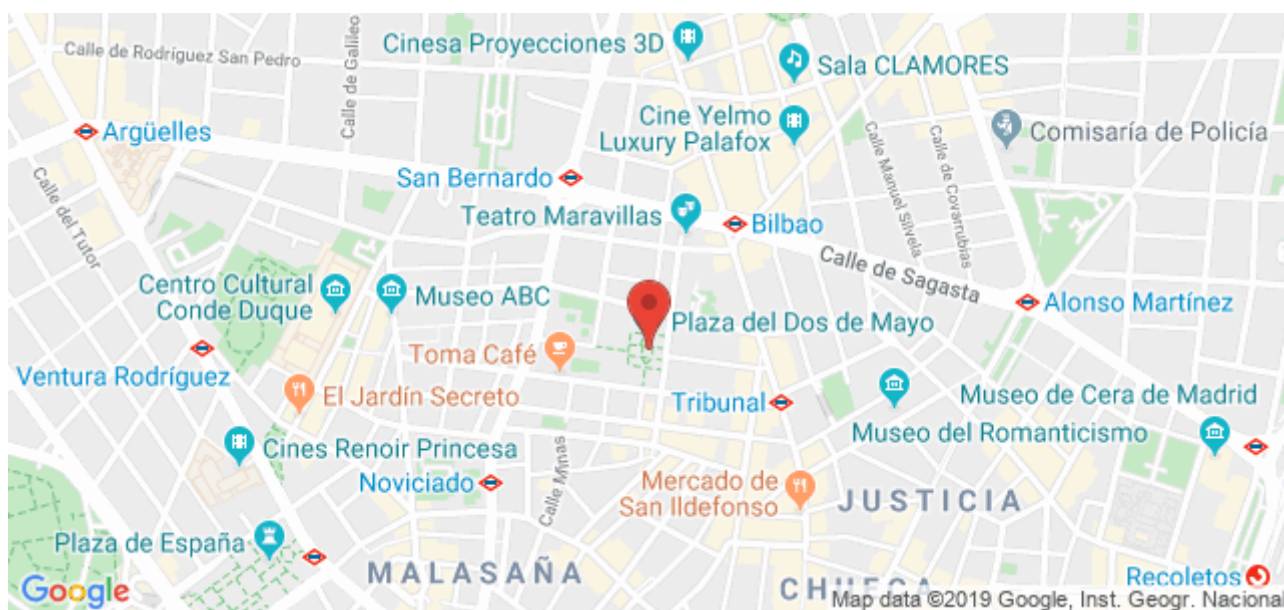 Cinesa Proyecciones 3D
Calle de Rodríguez San Pedro
Calle de Galileo
Sala CLAMORES
Cine Yelmo
Luxury Palafox
Argüelles
Comisaría de Policía
Calle Manuel Silvela
Calle de Covarrubias
San Bernardo
Teatro Maravillas
Bilbao
Calle del Tutor
Calle de Sagasta
Centro Cultural
Conde Duque
Museo ABC
Alonso Martínez
Plaza del Dos de Mayo
Toma Café
Ventura Rodríguez
El Jardín Secreto
Tribunal
Museo de Cera de Madrid
Museo del Romanticismo
Cines Renoir Princesa
Noviciado
Calle Minas
Mercado de
San Ildefonso
JUSTICIA
Plaza de España
MALASAÑA
CHUECA
Recoletos
Google
Map data ©2019 Google, Inst. Geogr. Naciona